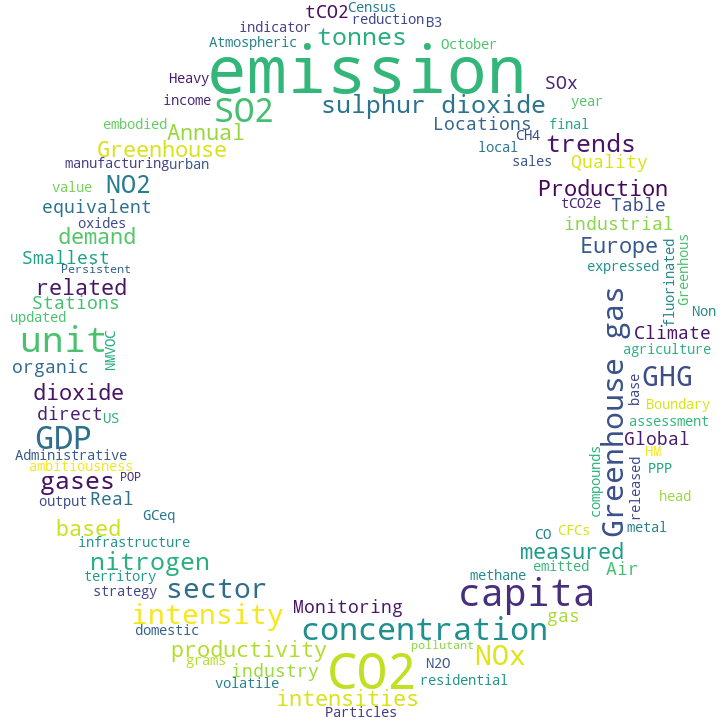 tCO2
Census
reduction
B3
indicator
tonnes
Atmospheric
October
emission
Heavy
SOx
income
SO2
sulphur dioxide
year
embodied
Annual
Locations
final
CH4
trends
Greenhouse
local
manufacturing
urban
sales
Quality
value
NO2
Production
equivalent
tCO2e
Table
oxides
industrial
demand
Europe
Smallest
Persistent
expressed
related
fluorinated
Greenhous
Stations
updated
Non
unit
NMVOC
Greenhouse gas
Climate
agriculture
organic
GHG
dioxide
base
direct
US
Boundary
assessment
GDP
Global
Administrative
HM
ambitiousness
PPP
gases
POP
compounds
released
output
Real
head
GCeq
based
CO
CFCs
metal
infrastructure
measured
nitrogen
emitted
Air
territory
methane
strategy
sector
capita
intensity
Monitoring
gas
domestic
concentration
productivity
pollutant
grams
industry
CO2
N2O
NOx
volatile
residential
intensities
Particles